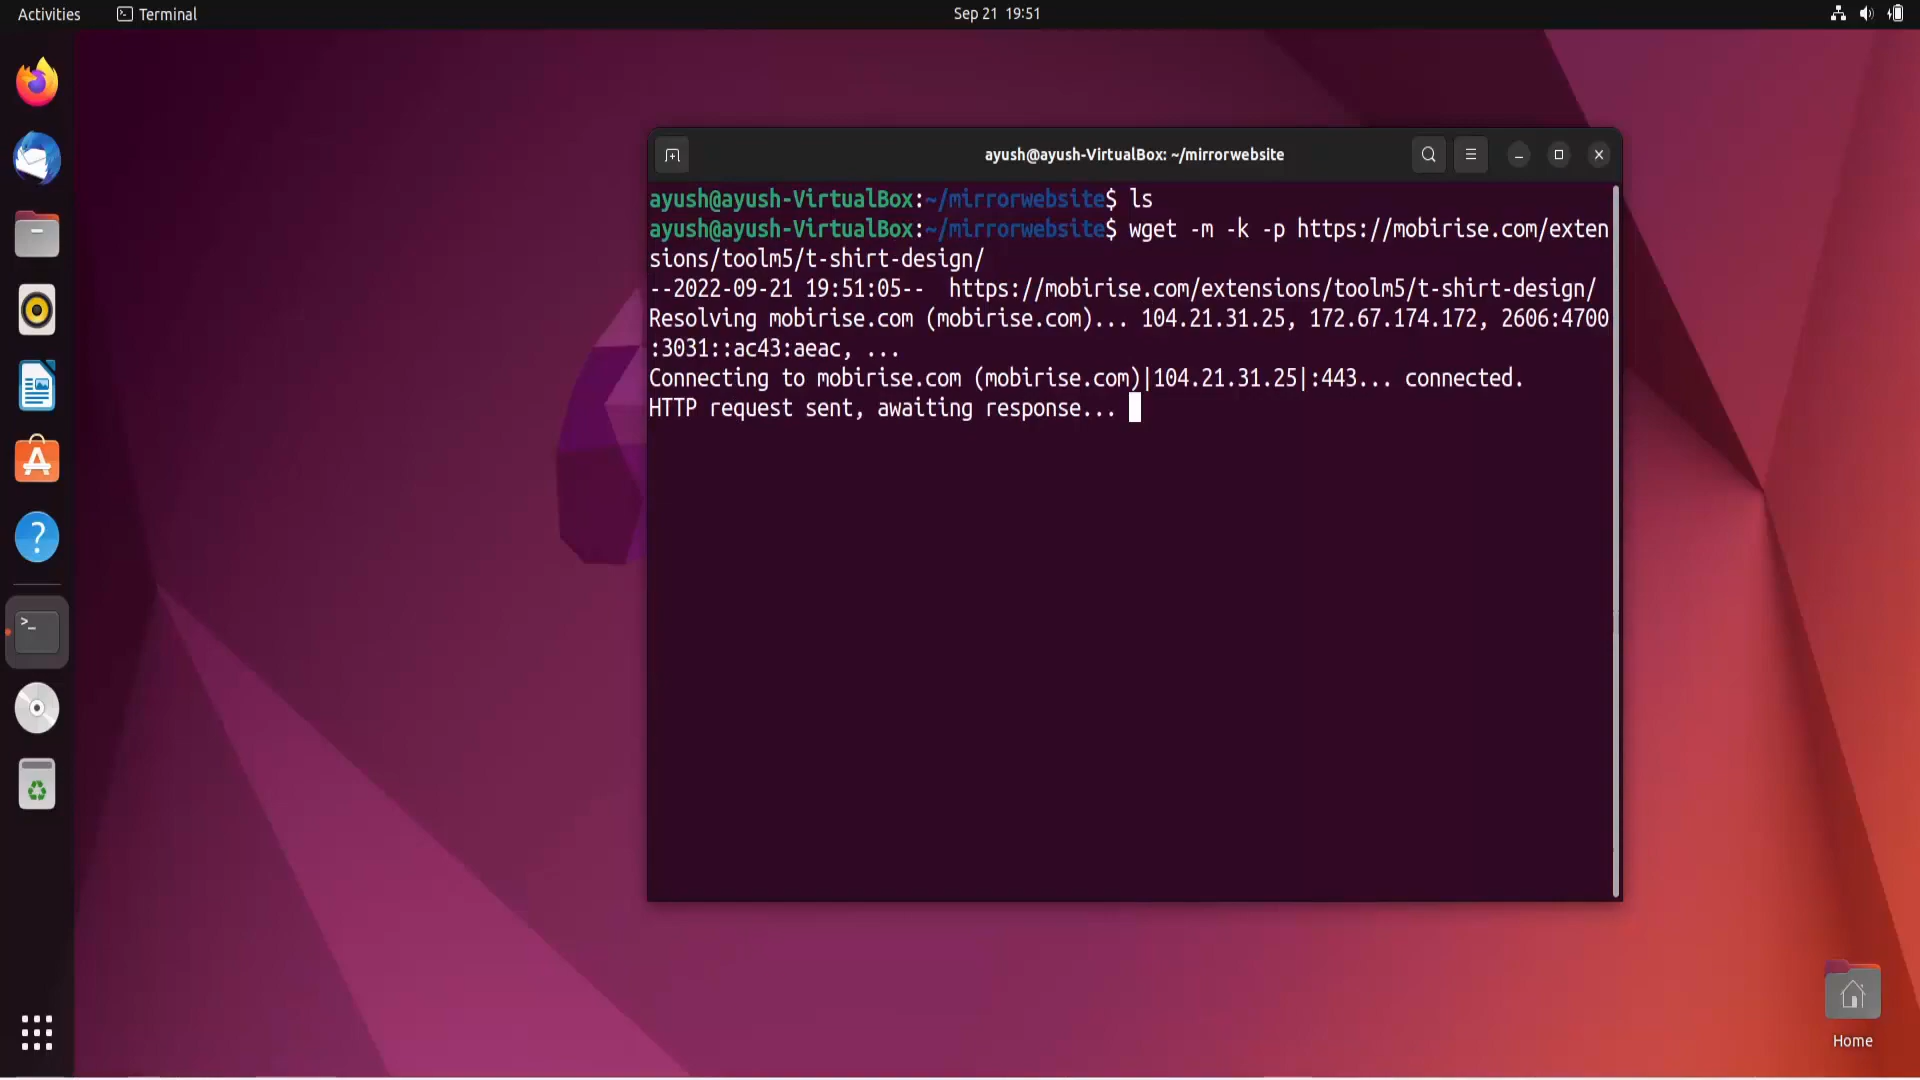 Activities
Terminal
Sep 21 19:51
ayush@ayush-VirtualBox: ~/mirrorwebsite
ayush@ayush-VirtualBox:~/mirrorwebsite$ ls
ayush@ayush-VirtualBox:~/mirrorwebsite$ wget -m -k -p https://mobirise.com/exten
sions/toolm5/t-shirt-design/
--2022-09-21 19:51:05--  https://mobirise.com/extensions/toolm5/t-shirt-design/
Resolving mobirise.com (mobirise.com)... 104.21.31.25, 172.67.174.172, 2606:4700
:3031::ac43:aeac, ...
Connecting to mobirise.com (mobirise.com)|104.21.31.25|:443... connected.
HTTP request sent, awaiting response...
Home